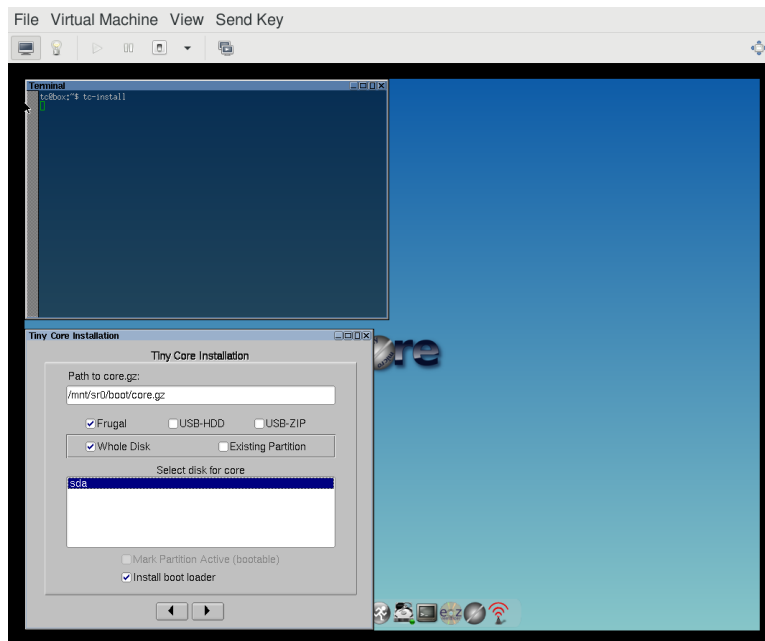 File Virtual Machine View Send Key
Terminal
tc@box:~$ tc-install
Tiny Core Installation
Tiny Core Installation
Path to core.gz:
/mnt/sr0/boot/core.gz
Frugal USB-HDD USB-ZIP
Whole Disk Existing Partition
Select disk for core
sda
Mark Partition Active (bootable)
Install boot loader
ore